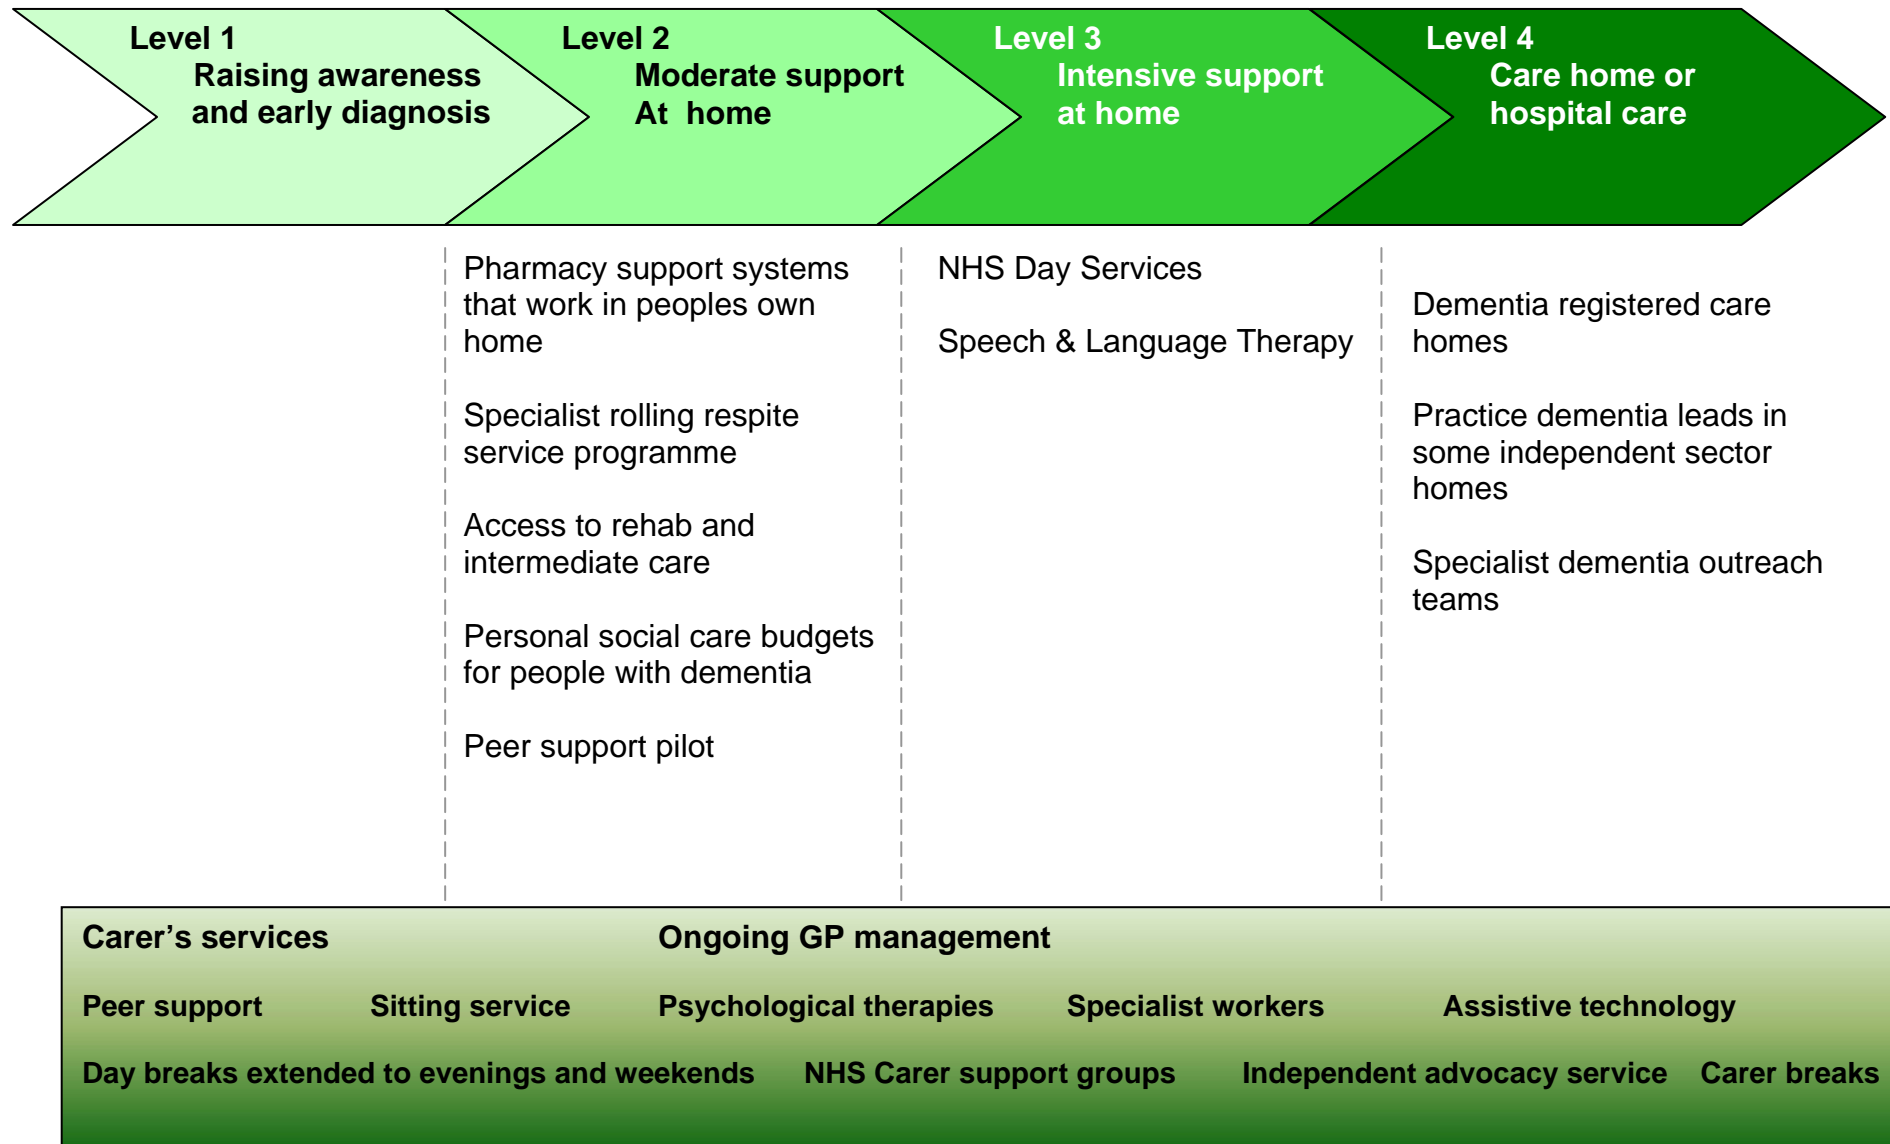 Level 1
Raising awareness
and early diagnosis
Level 2
Moderate support
At  home
Level 3
Intensive support
at home
Level 4
Care home or
hospital care
Pharmacy support systems
that work in peoples own
home
Specialist rolling respite
service programme
Access to rehab and
intermediate care
Personal social care budgets
for people with dementia
Peer support pilot
NHS Day Services
Speech & Language Therapy
Dementia registered care
homes
Practice dementia leads in
some independent sector
homes
Specialist dementia outreach
teams
Carer’s services Ongoing GP management
Peer support Sitting service Psychological therapies Specialist workers Assistive technology
Day breaks extended to evenings and weekends NHS Carer support groups Independent advocacy service Carer breaks